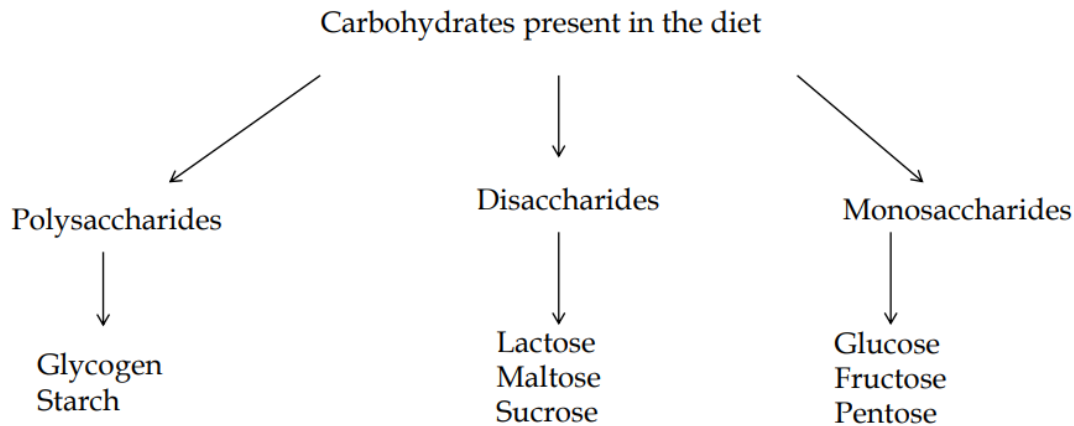 Carbohydrates present in the diet
Polysaccharides
Disaccharides
Monosaccharides
Glycogen
Starch
Lactose
Maltose
Sucrose
Glucose
Fructose
Pentose